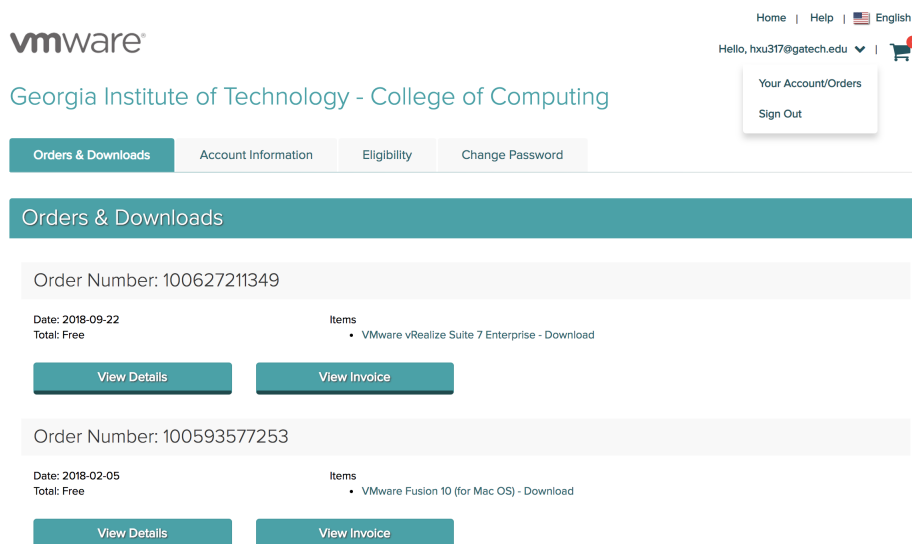 Home | Help | English
vmware®
Hello, hxu317@gatech.edu |
Your Account/Orders
Sign Out
Georgia Institute of Technology - College of Computing
Orders & Downloads Account Information Eligibility Change Password
Orders & Downloads
Order Number: 100627211349
Date: 2018-09-22 Items
Total: Free • VMware vRealize Suite 7 Enterprise - Download
View Details View Invoice
Order Number: 100593577253
Date: 2018-02-05 Items
Total: Free • VMware Fusion 10 (for Mac OS) - Download
View Details View Invoice